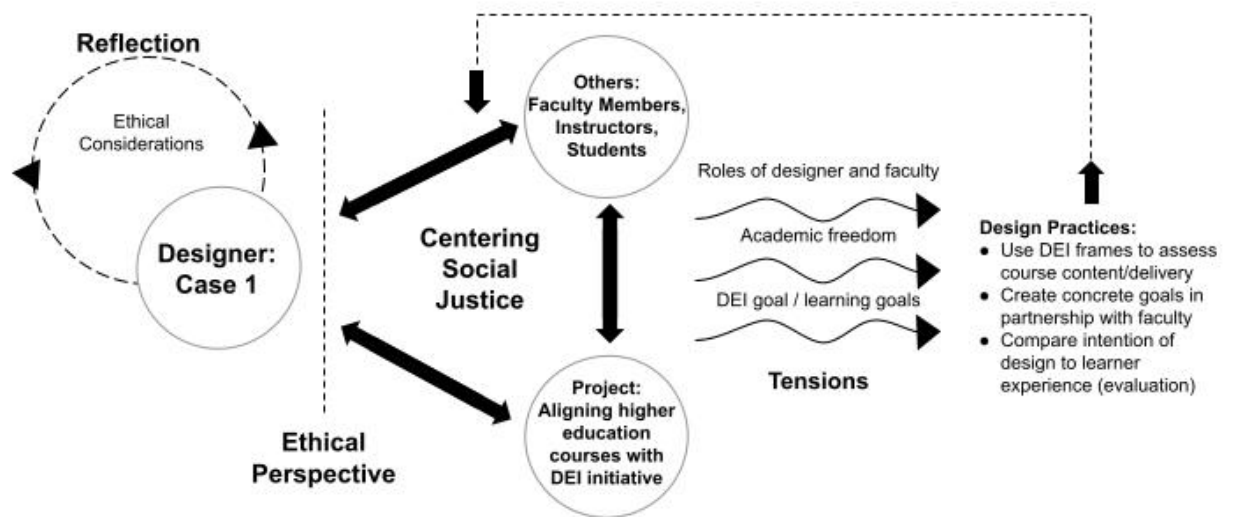 Reflection
Ethical
Considerations
Designer:
Case 1
Ethical
Perspective
Others:
Faculty Members,
Instructors,
Students
Centering
Social
Justice
Project:
Aligning higher
education
courses with
DEI initiative
Roles of designer and faculty
Academic freedom
DEI goal / learning goals
Tensions
Design Practices:
● Use DEI frames to assess
course content/delivery
● Create concrete goals in
partnership with faculty
● Compare intention of
design to learner
experience (evaluation)